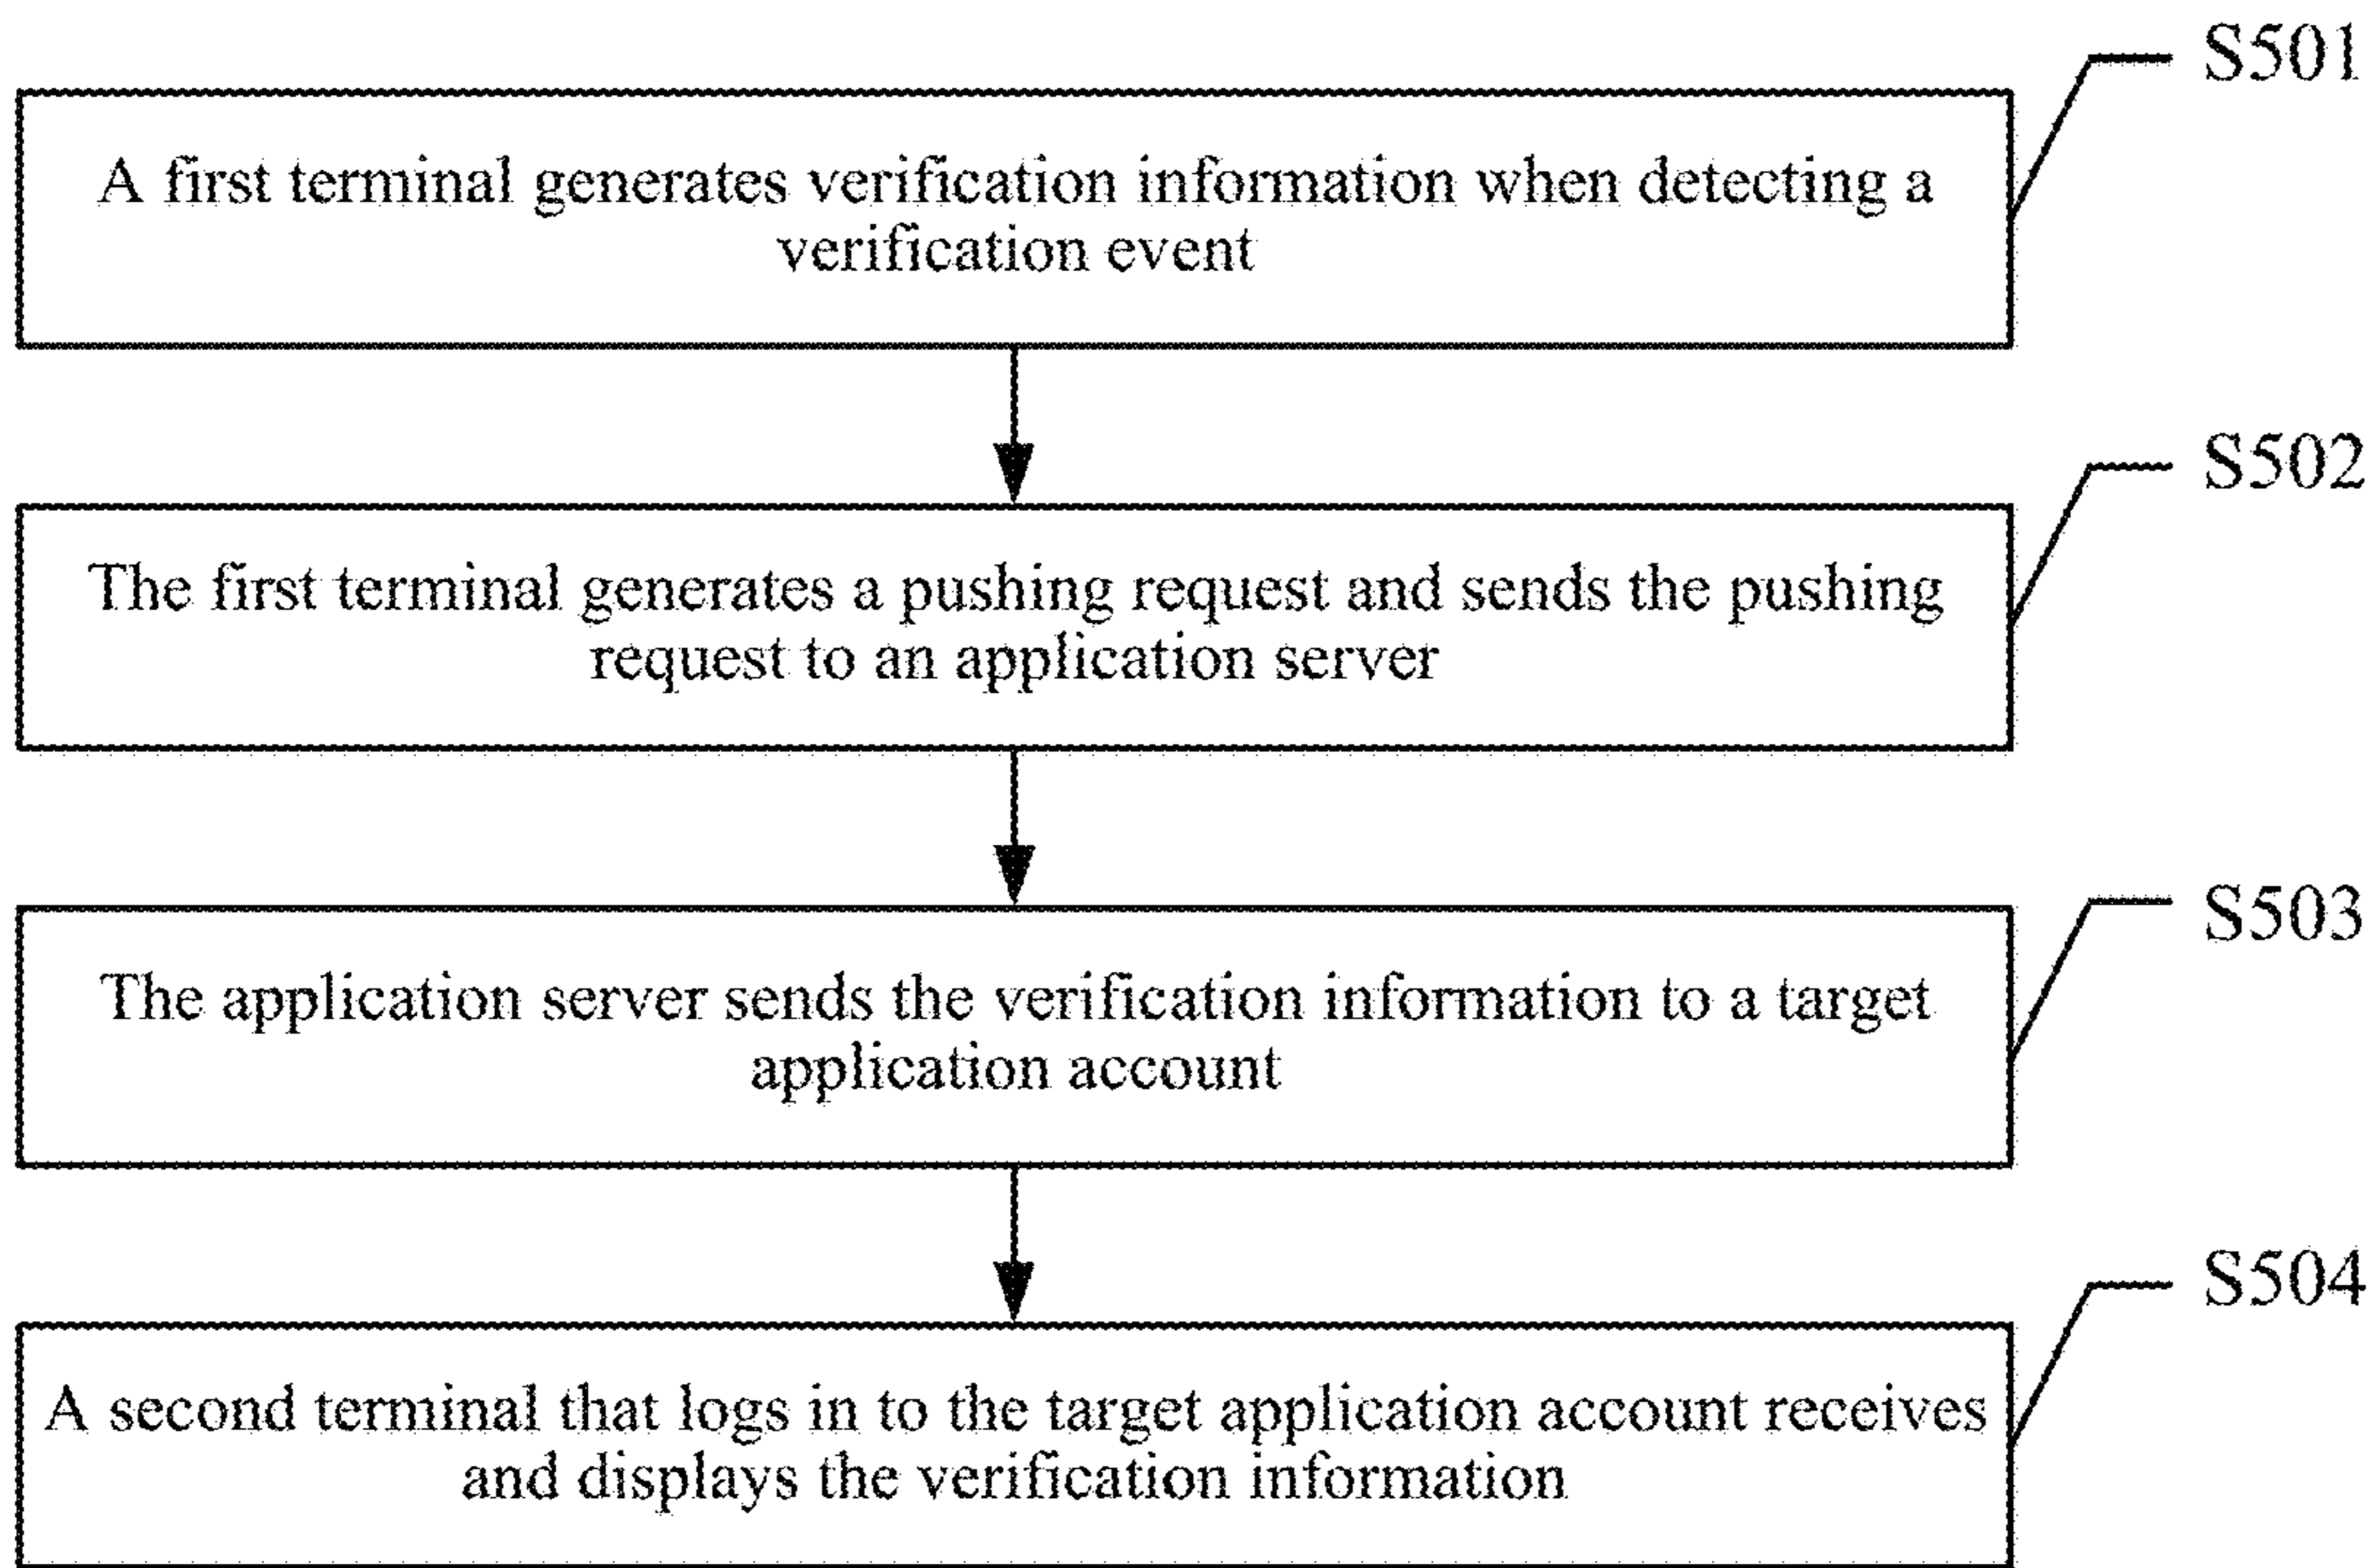 S501
A first terminal generates verification information when detecting a
verification event
S502
The first terminal generates a pushing request and sends the pushing
request to an application server
S503
The application server sends the verification information to a target
application account
S504
A second terminal that logs in to the target application account receives
and displays the verification information